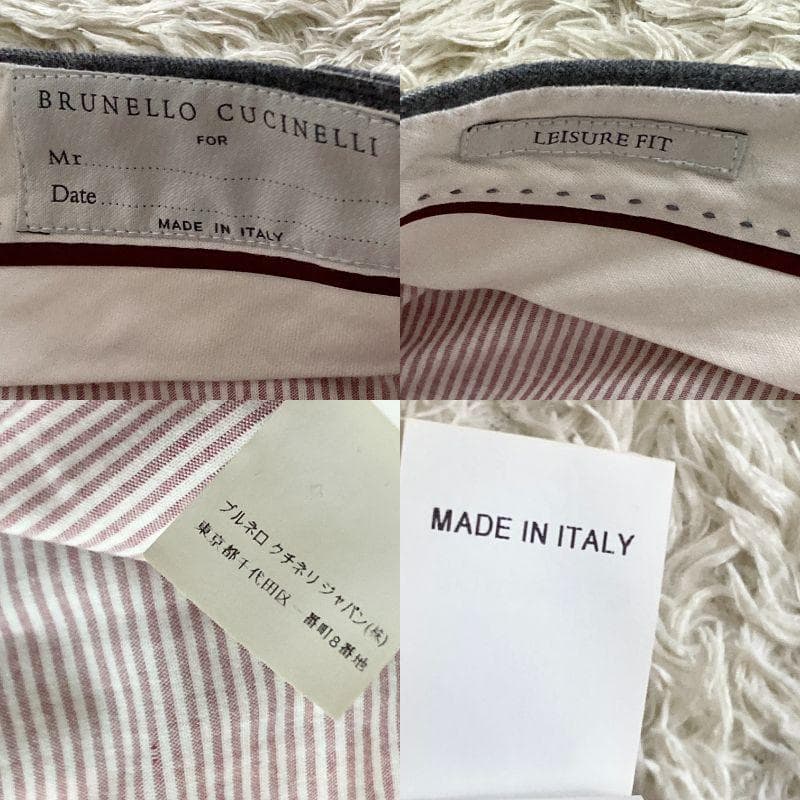 BRUNELLO CUCINELLI
FOR
Mr.
Date
MADE IN ITALY
LEISURE FIT
ブルネロ クチネリ ジャパン(株)
東京都千代田区一番町8番地
MADE IN ITALY